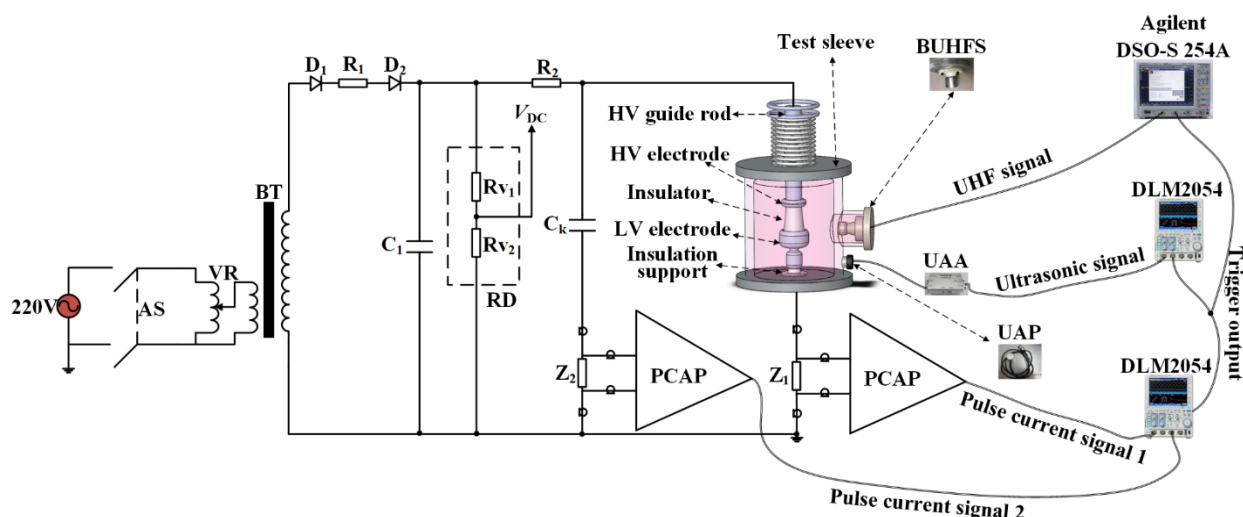 Agilent
DSO-S 254A
Test sleeve
BUHFS
D1
R1
D2
R2
VDC
HV guide rod
HV electrode
Insulator
LV electrode
Insulation
support
UHF signal
DLM2054
BT
Rv1
Rv2
C1
Ck
RD
UAA
Ultrasonic signal
Trigger output
VR
AS
220V
UAP
DLM2054
Z2
PCAP
Z1
PCAP
Pulse current signal 1
Pulse current signal 2